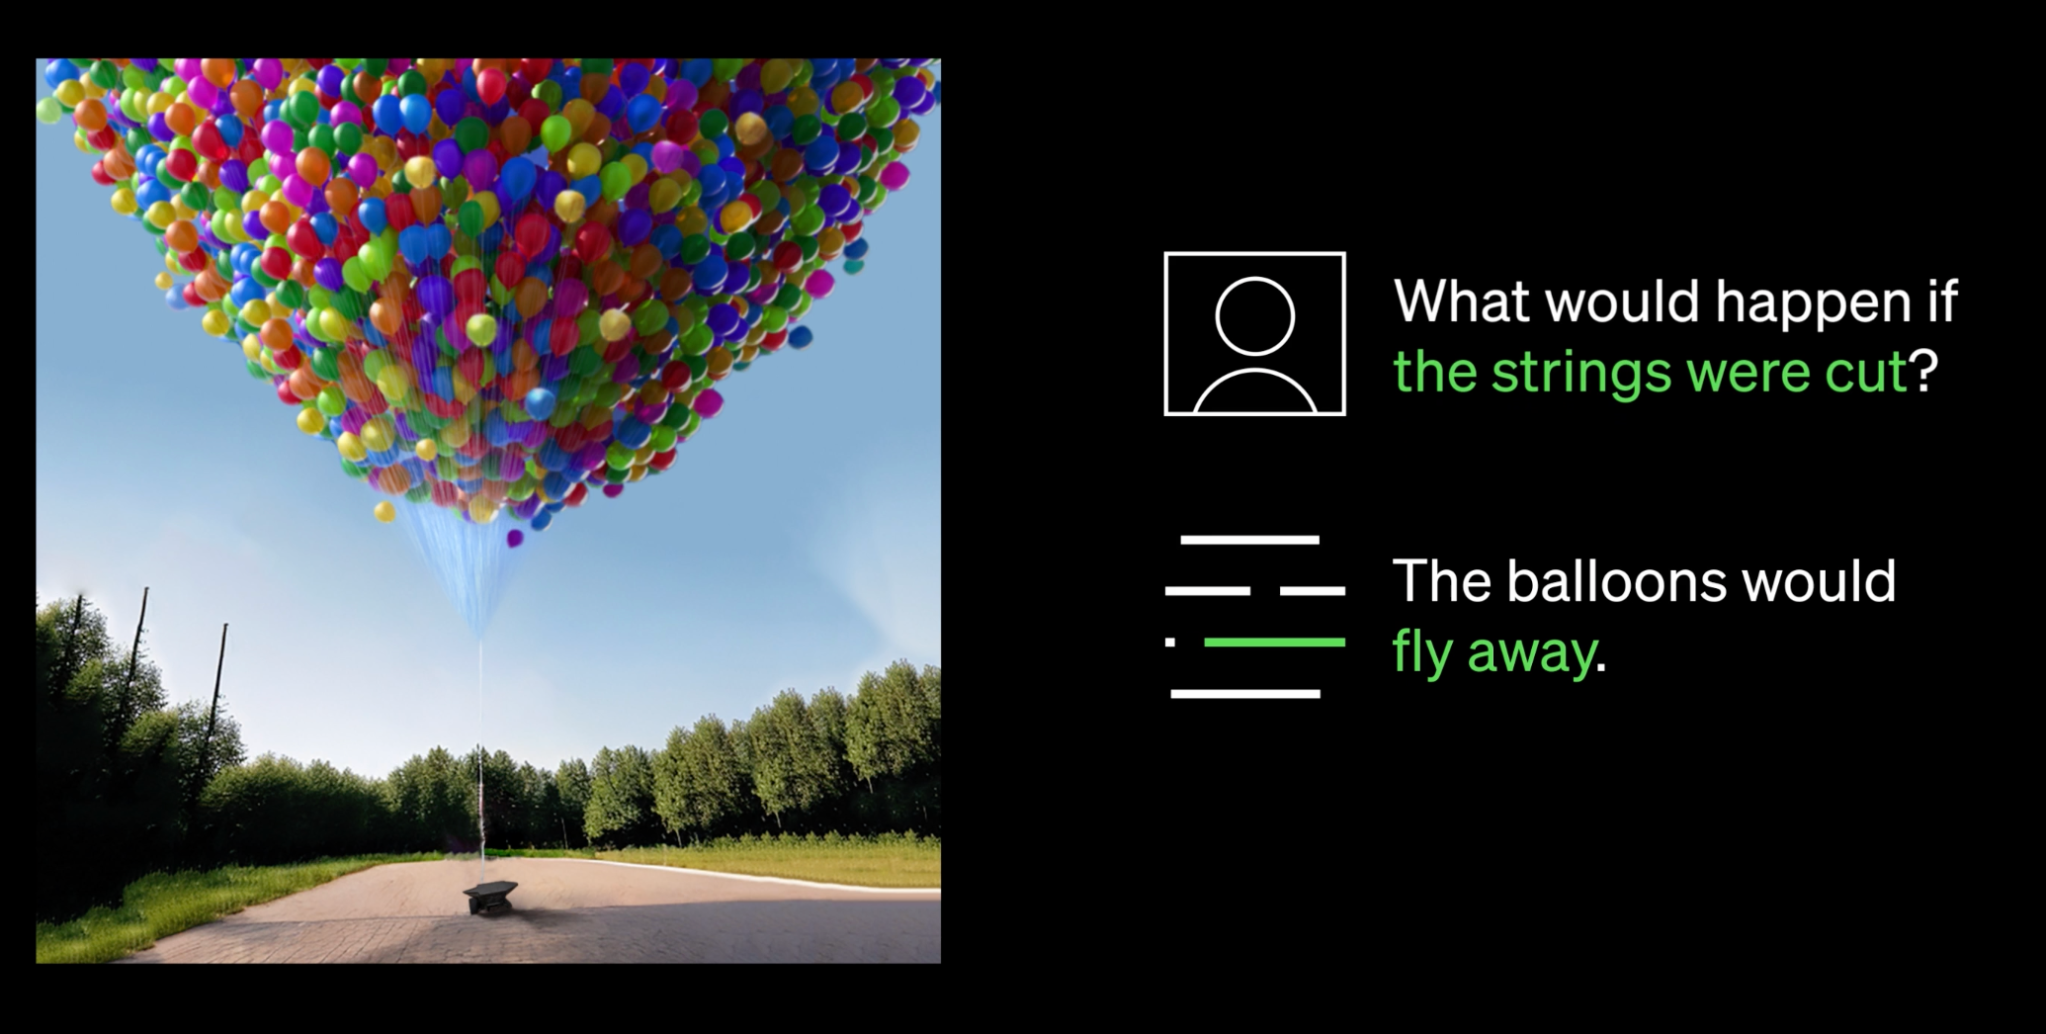 What would happen if
the strings were cut?
The balloons would
fly away.